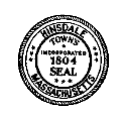 HINSDALE
TOWN'S
INCORPORATED
1804
SEAL
MASSACHUSETTS